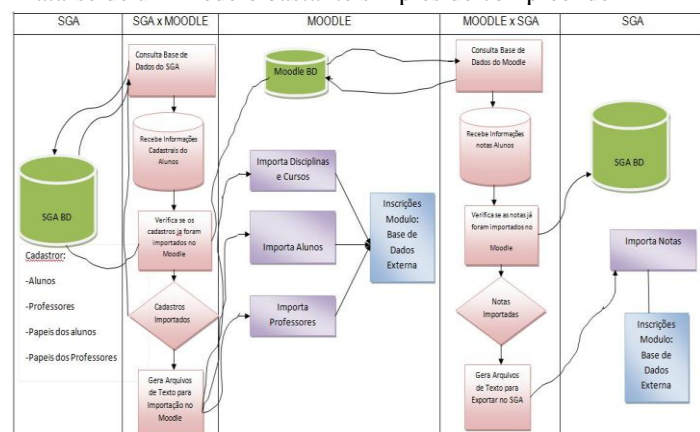 SGA
SGA x MOODLE
MOODLE
MOODLE x SGA
SGA
Consulta Base de
Dados do SGA
Recebe Informações
Cadastrais do
Alunos
Verifica se os
cadastros ja foram
importados no
Moodle
Cadastros
Importados
Gera Arquivos
de Texto para
Importação no
Moodle
SGA BD
Cadastror:
-Alunos
-Professores
-Papeis dos alunos
-Papeis dos Professores
Moodle BD
Importa Disciplinas
e Cursos
Importa Alunos
Importa
Professores
Inscrições
Modulo:
Base de
Dados
Externa
Consulta Base de
Dados do Moodle
Recebe Informações
notas Alunos
Verifica se as notas já
foram importados no
Moodle
Notas
Importadas
Gera Arquivos
de Texto para
Exportar no SGA
SGA BD
Importa Notas
Inscrições
Modulo:
Base de
Dados
Externa